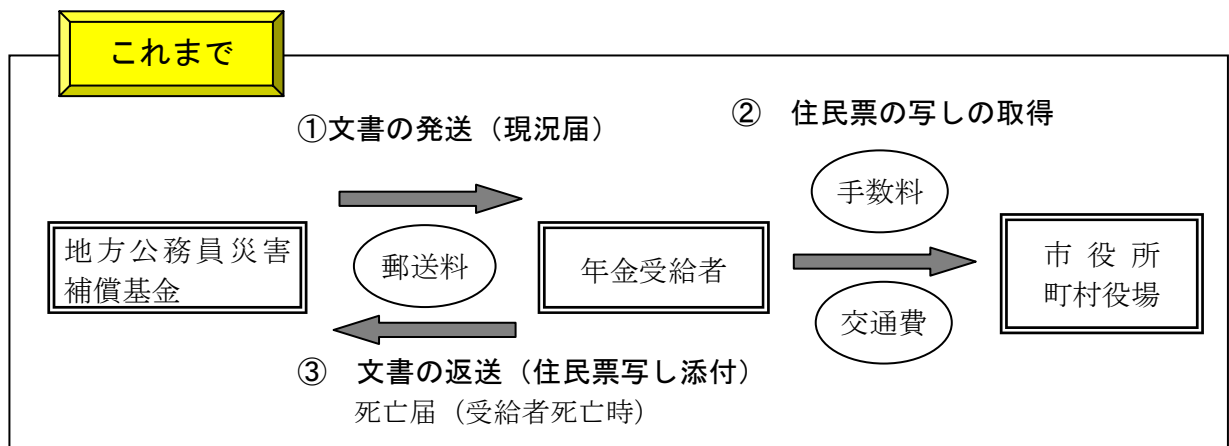 これまで
①文書の発送（現況届）
② 住民票の写しの取得
手数料
地方公務員災害
補償基金
郵送料
年金受給者
市役所
町村役場
交通費
③ 文書の返送（住民票写し添付）
死亡届（受給者死亡時）